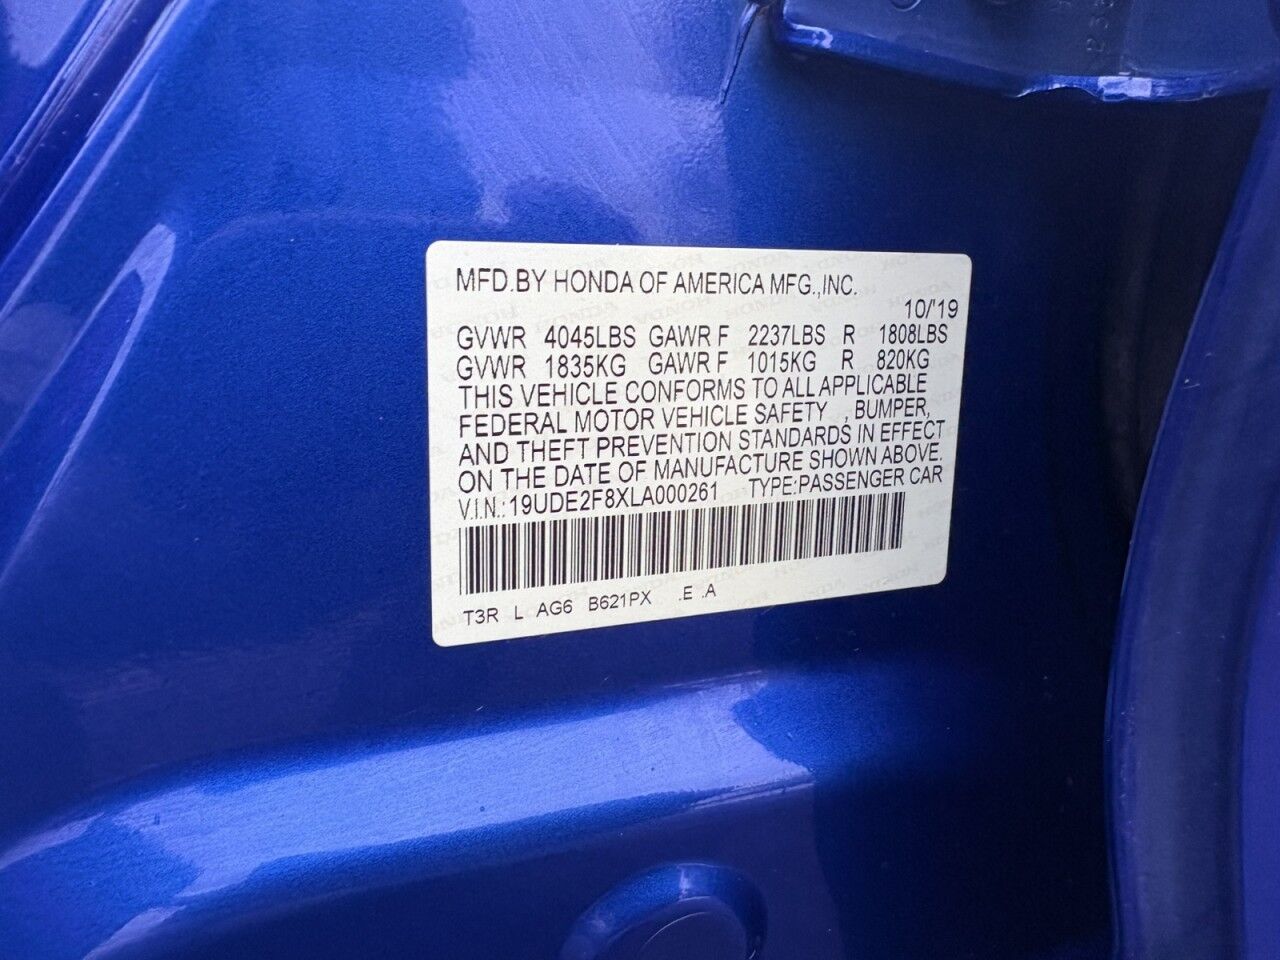 MFD.BY HONDA OF AMERICA MFG.,INC.
10/'19
GVWR 4045LBS GAWR F 2237LBS R 1808LBS
GVWR 1835KG GAWR F 1015KG R 820KG
THIS VEHICLE CONFORMS TO ALL APPLICABLE
FEDERAL MOTOR VEHICLE SAFETY , BUMPER,
AND THEFT PREVENTION STANDARDS IN EFFECT
ON THE DATE OF MANUFACTURE SHOWN ABOVE.
V.I.N.: 19UDE2F8XLA000261 TYPE:PASSENGER CAR
T3R L AG6 B621PX .E .A